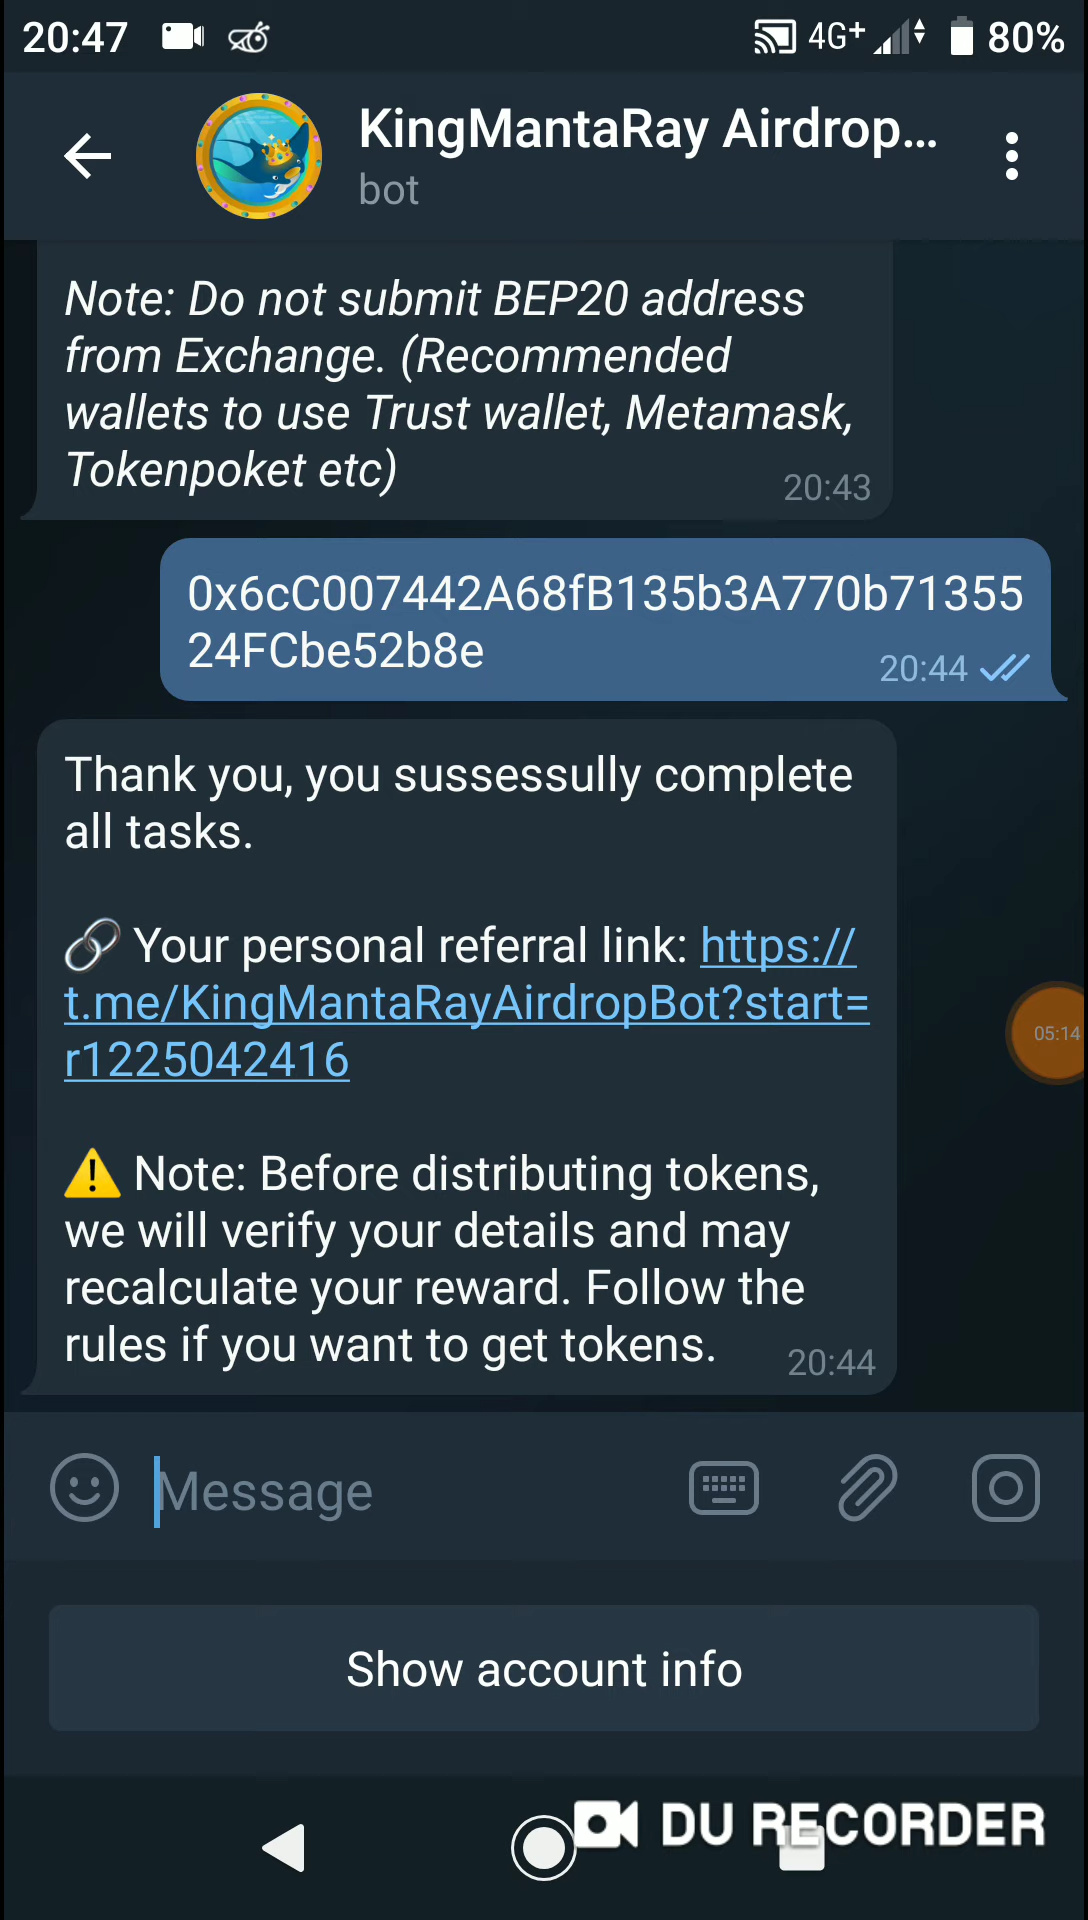 20:47 4G+ 80%
KingMantaRay Airdrop...
bot
Note: Do not submit BEP20 address
from Exchange. (Recommended
wallets to use Trust wallet, Metamask,
Tokenpoket etc)
20:43
0x6cC007442A68fB135b3A770b71355
24FCbe52b8e
20:44
Thank you, you sussessully complete
all tasks.
🔗 Your personal referral link: https://
t.me/KingMantaRayAirdropBot?start=
r1225042416
05:14
⚠️ Note: Before distributing tokens,
we will verify your details and may
recalculate your reward. Follow the
rules if you want to get tokens.
20:44
Message
Show account info
DU RECORDER